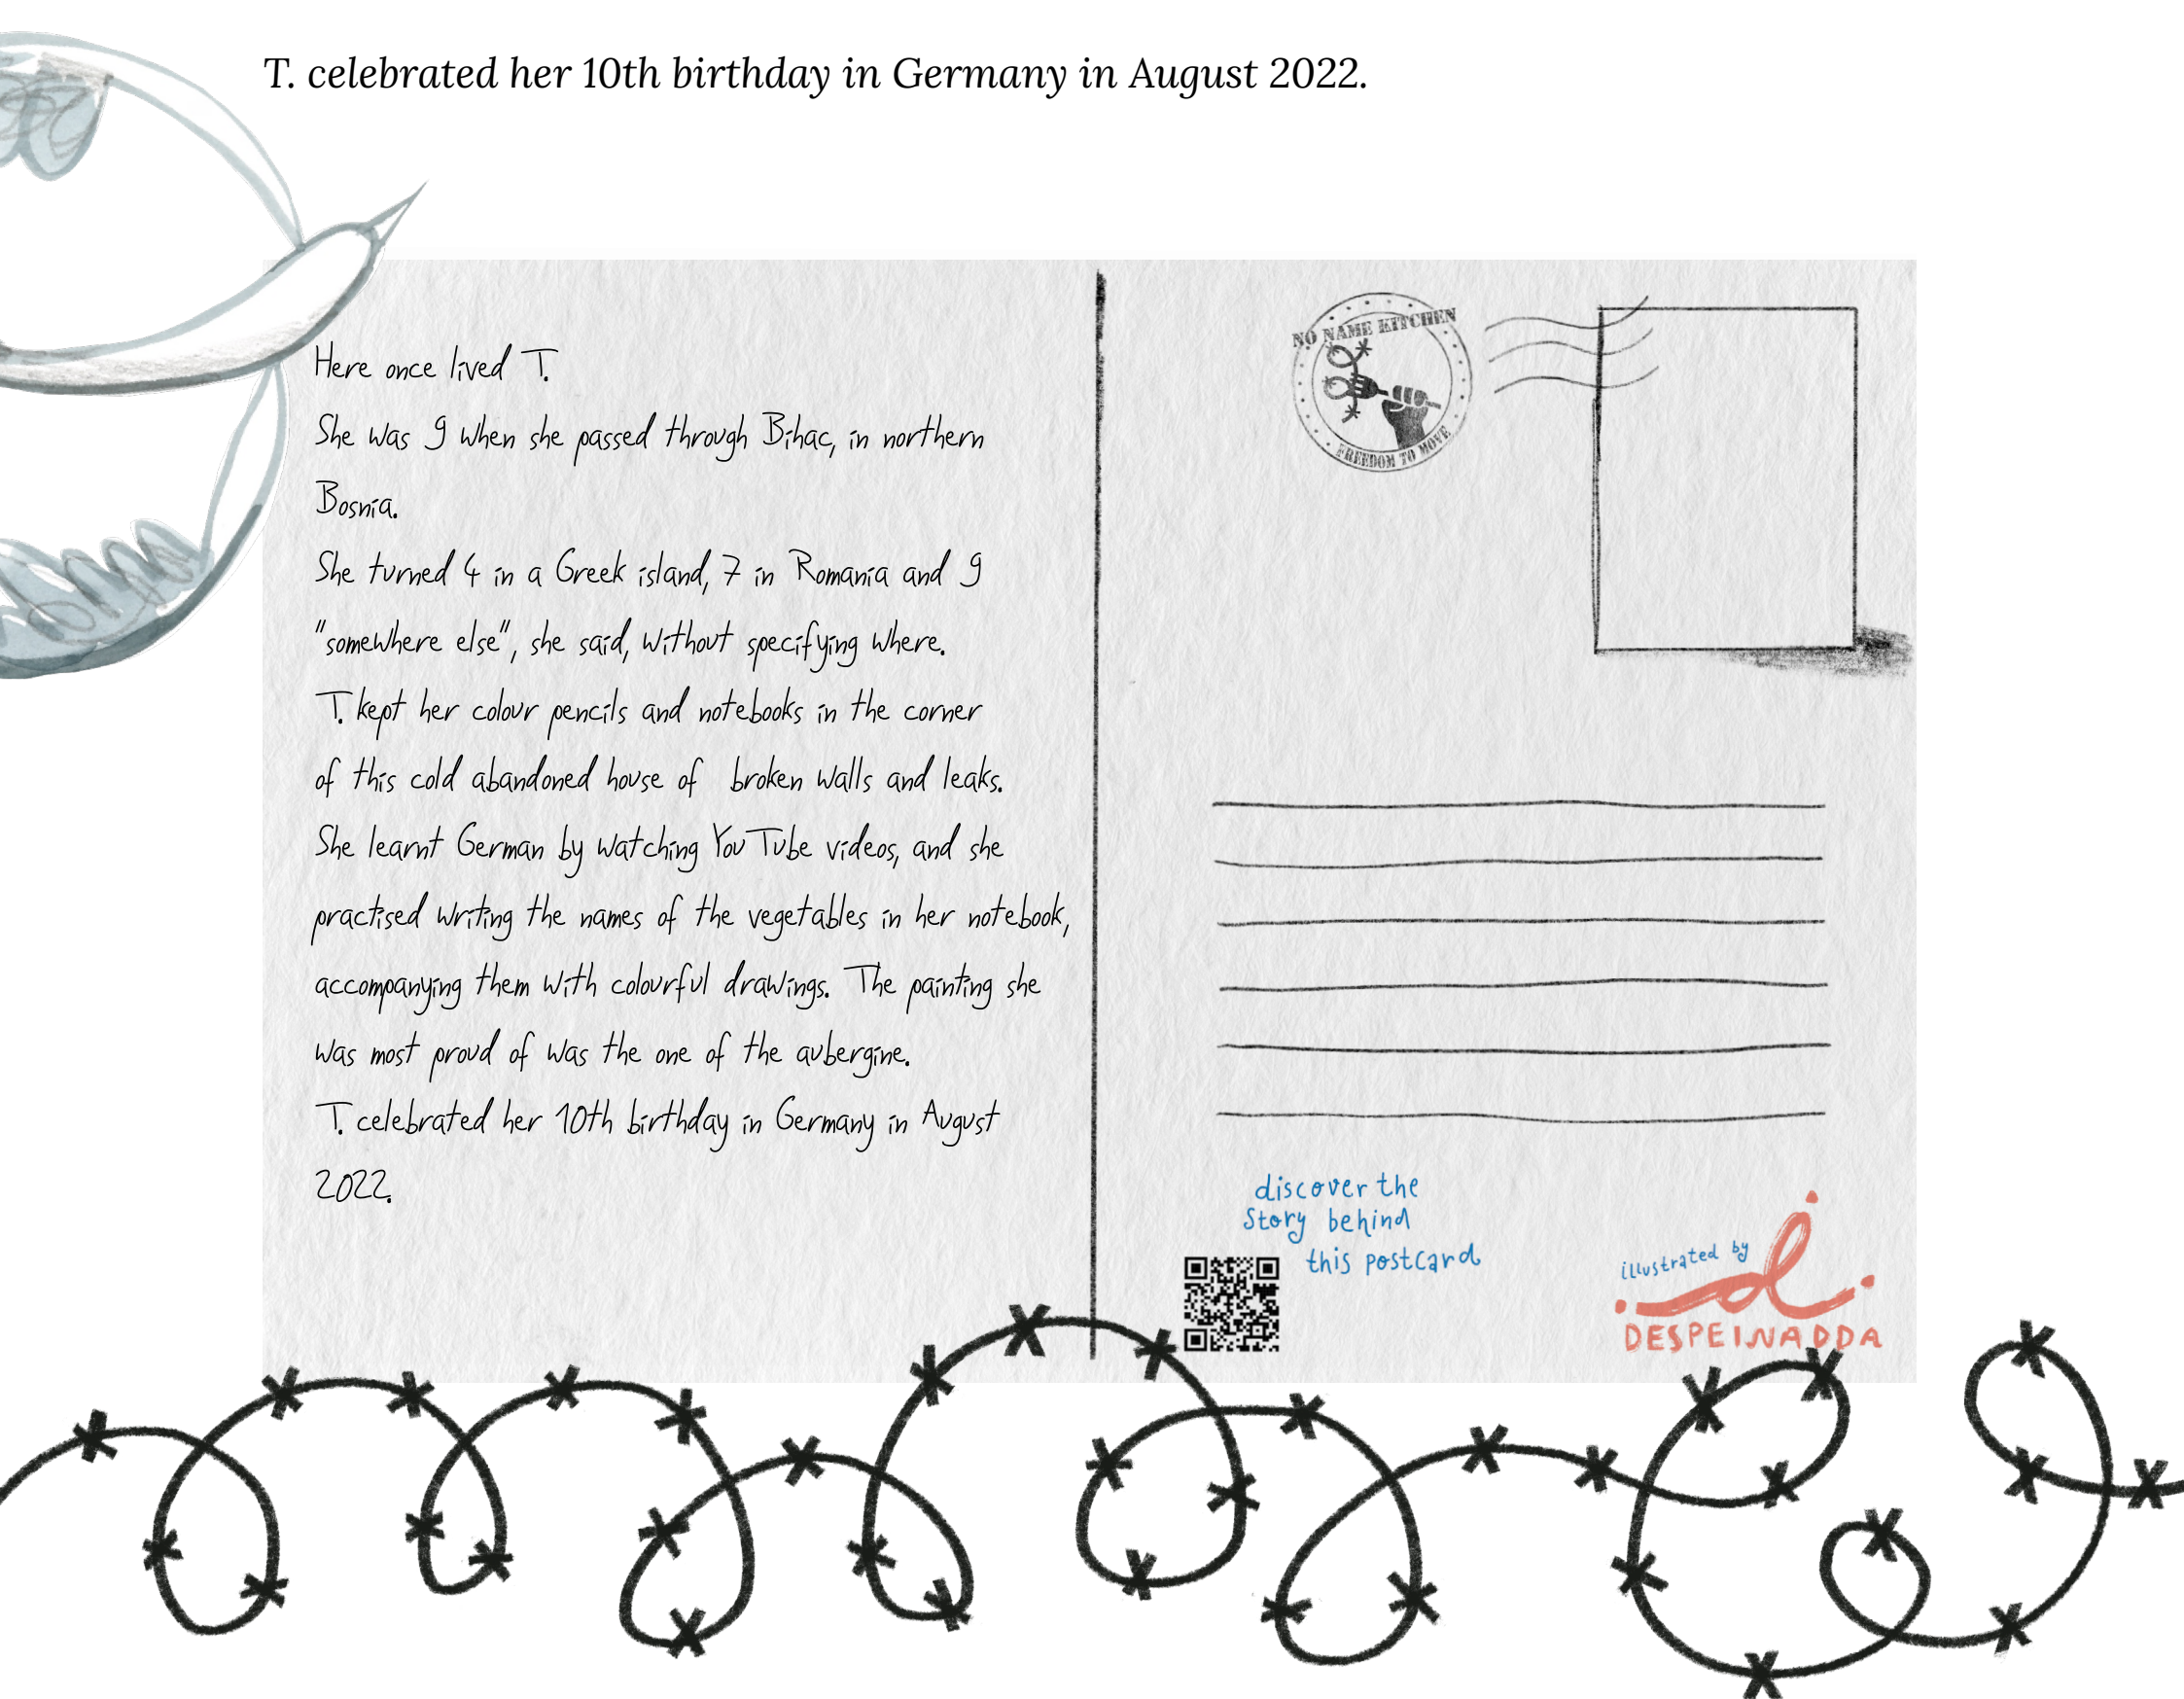 T. celebrated her 10th birthday in Germany in August 2022.
Here once lived T.
She was 9 when she passed through Bihac, in northern
Bosnia.
She turned 4 in a Greek island, 7 in Romania and 9
"somewhere else", she said, without specifying where.
T. kept her colour pencils and notebooks in the corner
of this cold abandoned house of broken walls and leaks.
She learnt German by watching YouTube videos, and she
practised writing the names of the vegetables in her notebook,
accompanying them with colourful drawings. The painting she
was most proud of was the one of the aubergine.
T. celebrated her 10th birthday in Germany in August
2022.
NO NAME KITCHEN
FREEDOM TO MOVE
discover the
story behind
this postcard
illustrated by
d
DESPEINADDA